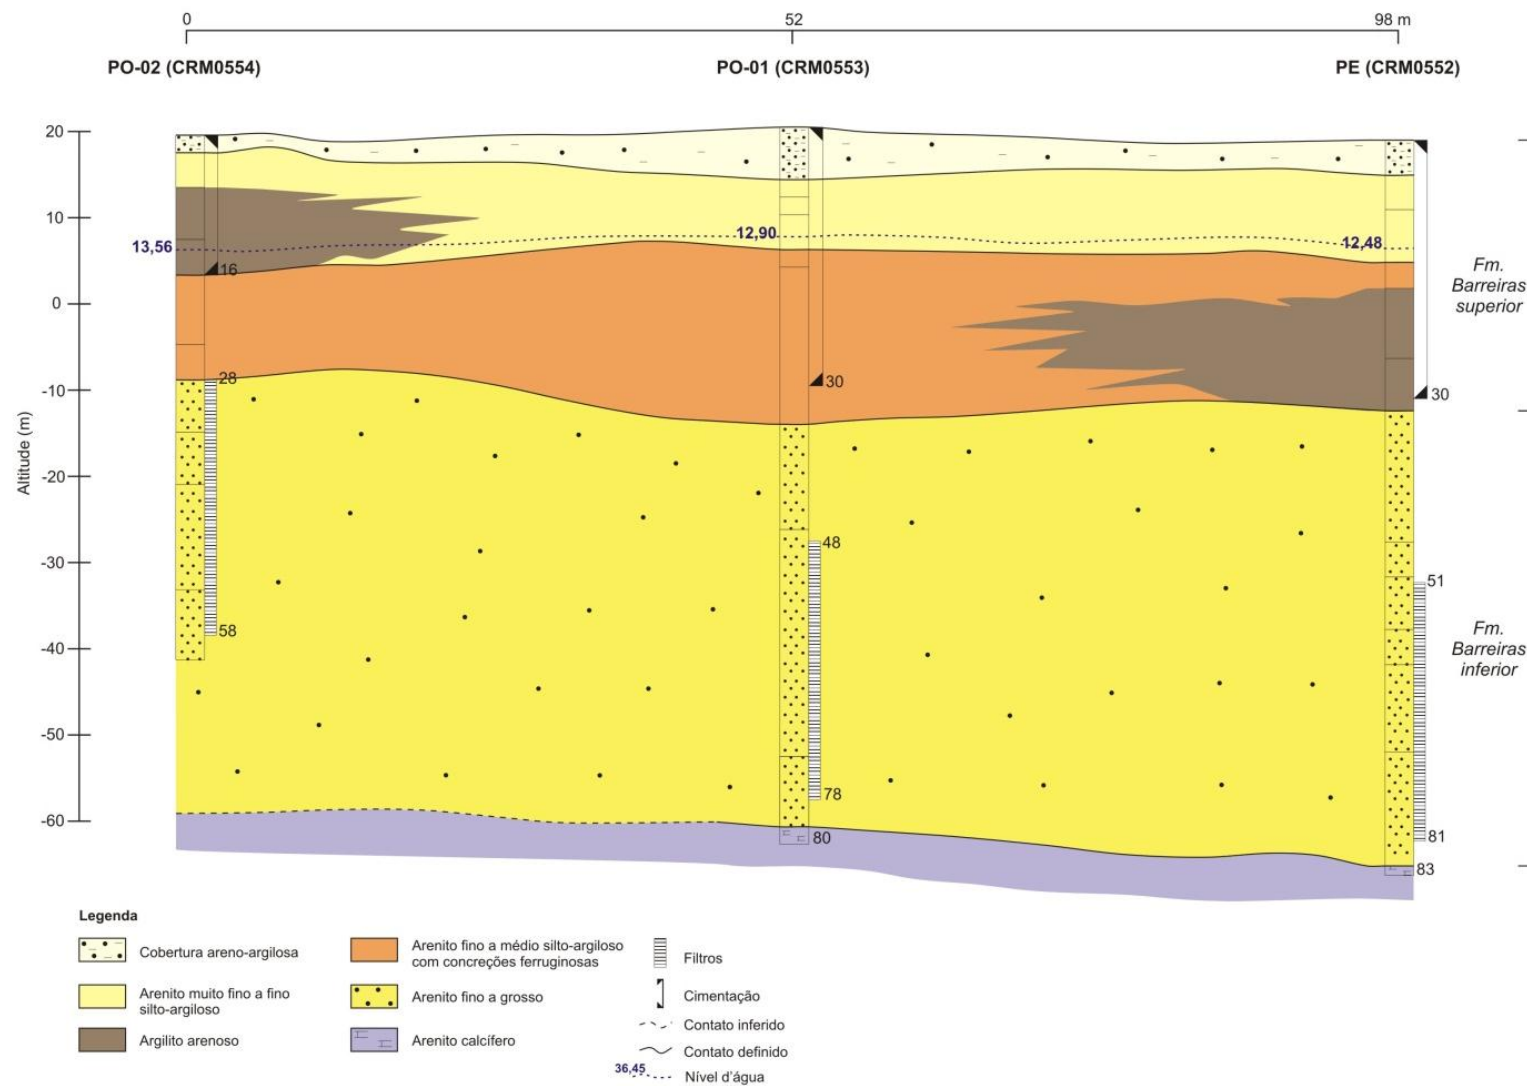 0
52
98 m
PO-02 (CRM0554)
PO-01 (CRM0553)
PE (CRM0552)
20
10
0
-10
-20
-30
-40
-50
-60
Altitude (m)
13,56
12,90
12,48
16
28
58
30
48
78
80
30
51
81
83
Fm.
Barreiras
superior
Fm.
Barreiras
inferior
Legenda
Cobertura areno-argilosa
Arenito muito fino a fino
silto-argiloso
Argilito arenoso
Arenito fino a médio silto-argiloso
com concreções ferruginosas
Arenito fino a grosso
Arenito calcífero
Filtros
Cimentação
Contato inferido
Contato definido
36,45
Nível d'água